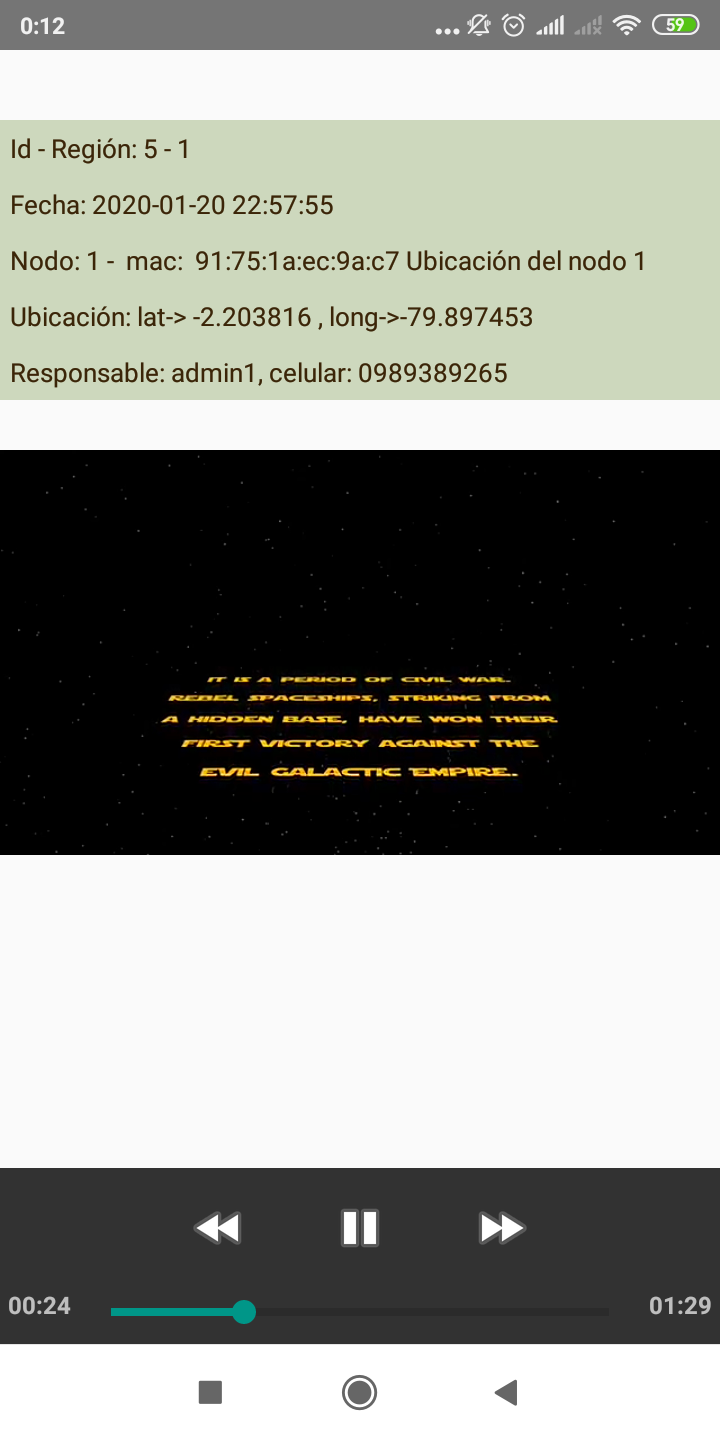 0:12
59
Id - Región: 5 - 1
Fecha: 2020-01-20 22:57:55
Nodo: 1 -  mac:  91:75:1a:ec:9a:c7 Ubicación del nodo 1
Ubicación: lat-> -2.203816 , long->-79.897453
Responsable: admin1, celular: 0989389265
IT IS A PERIOD OF CIVIL WAR.
REBEL SPACESHIPS, STRIKING FROM
A HIDDEN BASE, HAVE WON THEIR
FIRST VICTORY AGAINST THE
EVIL GALACTIC EMPIRE.
00:24
01:29